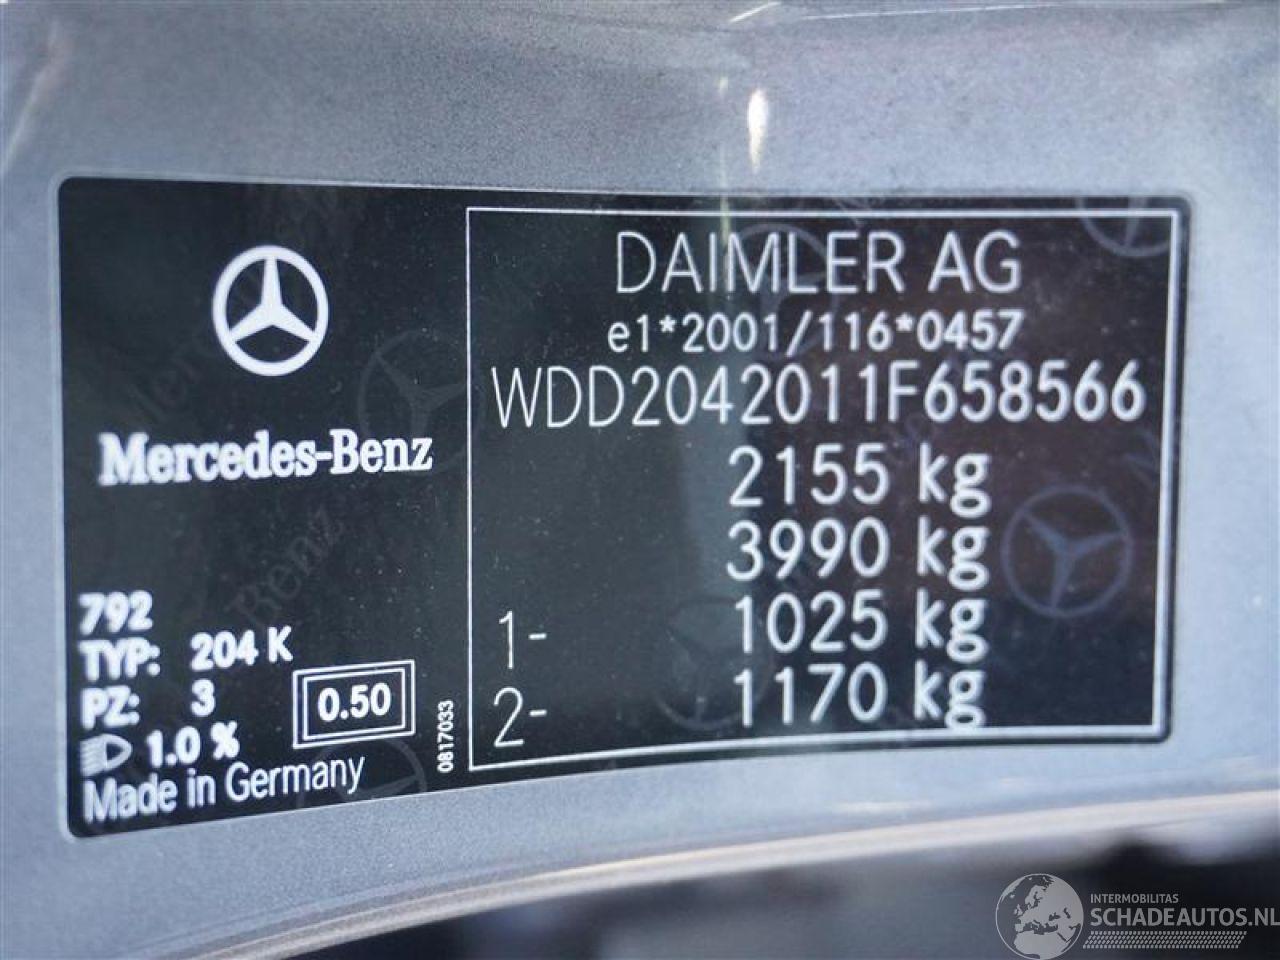 DAIMLER AG
e1*2001/116*0457
WDD2042011F658566
2155 kg
3990 kg
1- 1025 kg
2- 1170 kg
Mercedes-Benz
792
TYP: 204 K
PZ: 3
0.50
1.0 %
Made in Germany
0817033
INTERMOBILITAS
SCHADEAUTOS.NL